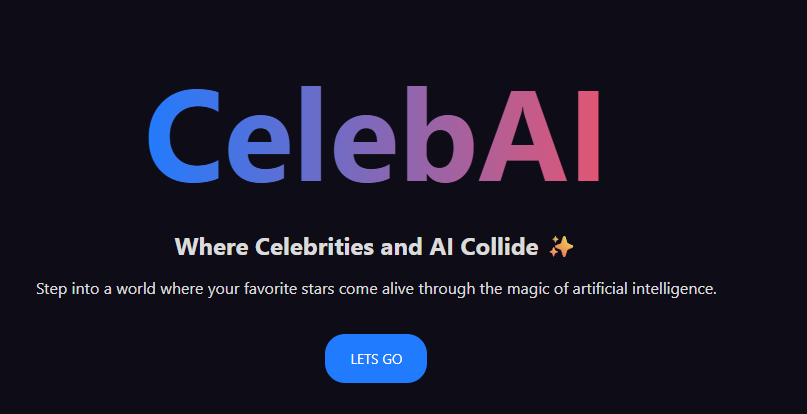 CelebAI
Where Celebrities and AI Collide ✨
Step into a world where your favorite stars come alive through the magic of artificial intelligence.
LETS GO